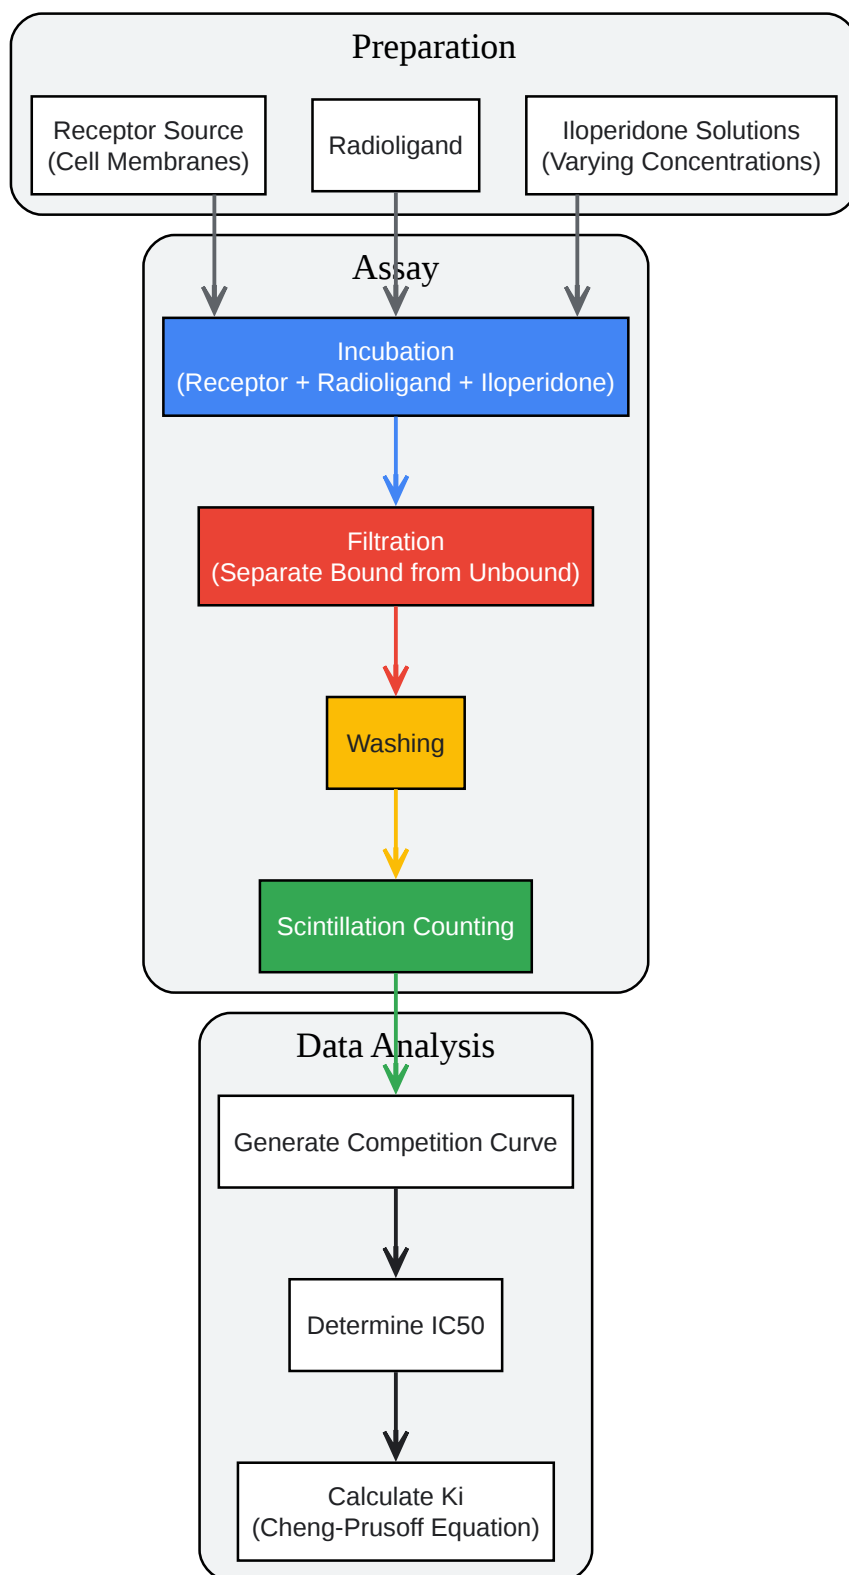 Preparation
Receptor Source
(Cell Membranes)
Radioligand
Iloperidone Solutions
(Varying Concentrations)
Assay
Incubation
(Receptor + Radioligand + Iloperidone)
Filtration
(Separate Bound from Unbound)
Washing
Scintillation Counting
Data Analysis
Generate Competition Curve
Determine IC50
Calculate Ki
(Cheng-Prusoff Equation)